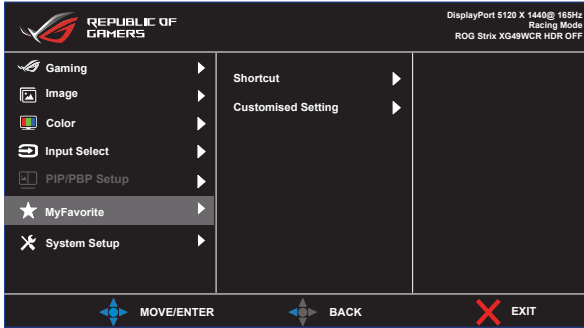 REPUBLIC OF
GAMERS
DisplayPort 5120 X 1440@ 165Hz
Racing Mode
ROG Strix XG49WCR HDR OFF
Gaming
Image
Color
Input Select
PIP/PBP Setup
MyFavorite
System Setup
Shortcut
Customised Setting
MOVE/ENTER
BACK
EXIT